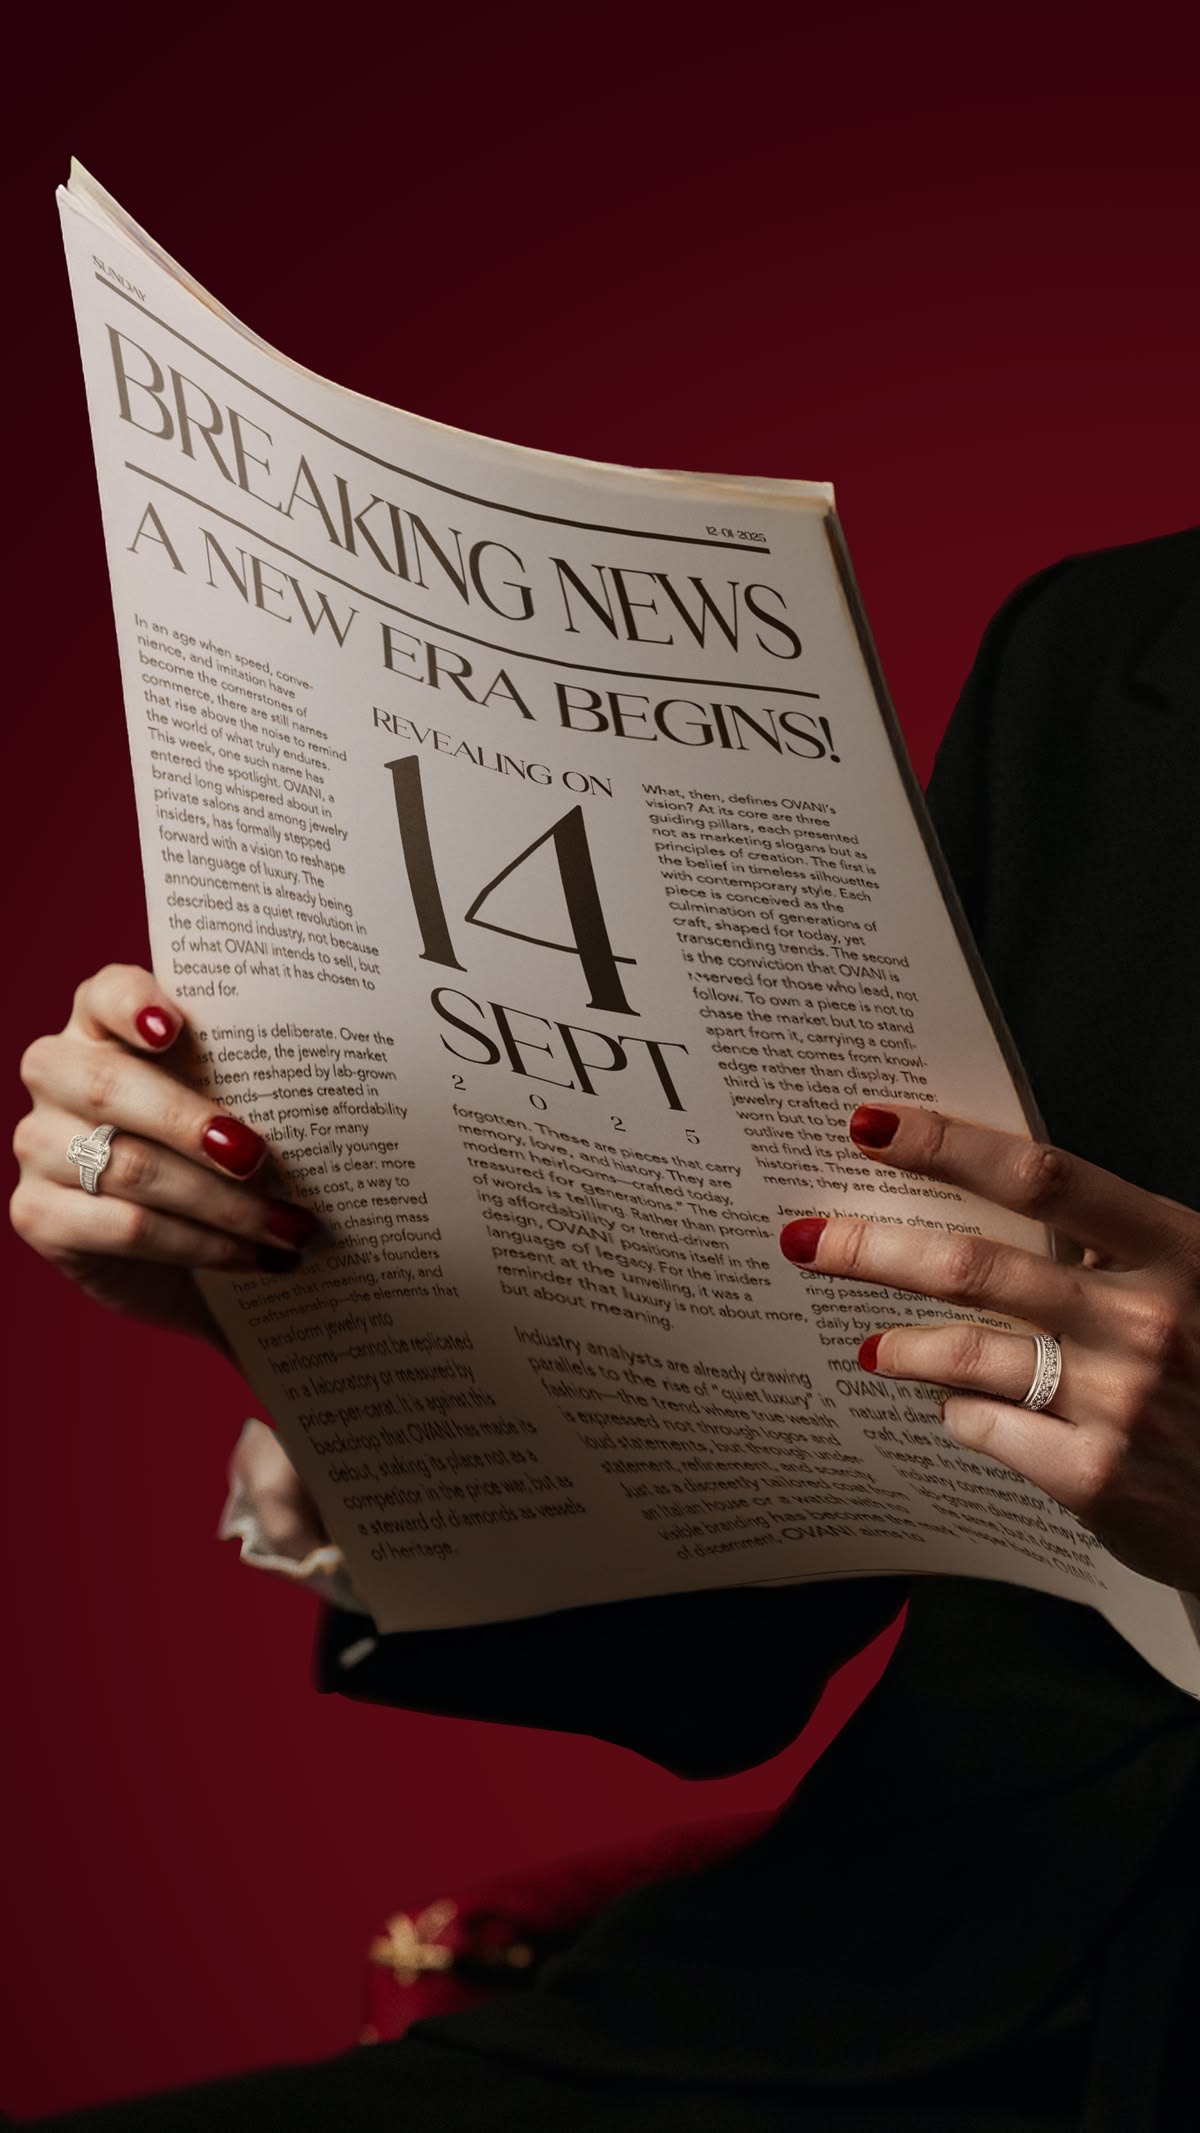 SUNDAY
12·01·2025
BREAKING NEWS
A NEW ERA BEGINS!
In an age when speed, conve-
nience, and imitation have
become the cornerstones of
commerce, there are still names
that rise above the noise to remind
the world of what truly endures.
This week, one such name has
entered the spotlight. OVANI, a
brand long whispered about in
private salons and among jewelry
insiders, has formally stepped
forward with a vision to reshape
the language of luxury. The
announcement is already being
described as a quiet revolution in
the diamond industry, not because
of what OVANI intends to sell, but
because of what it has chosen to
stand for.
timing is deliberate. Over the
decade, the jewelry market
been reshaped by lab-grown
stones created in
that promise affordability
For many
especially younger
appeal is clear: more
less cost, a way to
once reserved
in chasing mass
profound
OVANI's founders
believe that meaning, rarity, and
craftsmanship—the elements that
transform jewelry into
heirlooms—cannot be replicated
in a laboratory or measured by
price-per-carat. It is against this
backdrop that OVANI has made its
debut, staking its place not as a
competitor in the price war, but as
a steward of diamonds as vessels
of heritage.
REVEALING ON
14
SEPT
2025
forgotten. These are pieces that carry
memory, love, and history. They are
modern heirlooms—crafted today,
treasured for generations." The choice
of words is telling. Rather than promis-
ing affordability or trend-driven
design, OVANI positions itself in the
language of legacy. For the insiders
present at the unveiling, it was a
reminder that luxury is not about more,
but about meaning.
Industry analysts are already drawing
parallels to the rise of "quiet luxury" in
fashion—the trend where true wealth
is expressed not through logos and
loud statements, but through under-
statement, refinement, and scarcity.
Just as a discreetly tailored coat from
an Italian house or a watch with no
visible branding has become the mark
of discernment, OVANI aims to
What, then, defines OVANI's
vision? At its core are three
guiding pillars, each presented
not as marketing slogans but as
principles of creation. The first is
the belief in timeless silhouettes
with contemporary style. Each
piece is conceived as the
culmination of generations of
craft, shaped for today, yet
transcending trends. The second
is the conviction that OVANI is
reserved for those who lead, not
follow. To own a piece is not to
chase the market but to stand
apart from it, carrying a confi-
dence that comes from knowl-
edge rather than display. The
third is the idea of endurance:
jewelry crafted
worn but to be
outlive the
and find its
histories. These are not
ments; they are declarations.
Jewelry historians often point
ring passed down
generations, a pendant worn
daily by
OVANI, in
natural
craft, ties
lineage. In the words
industry commentator,
lab-grown diamond may
the same, but it does not
history. OVANI is